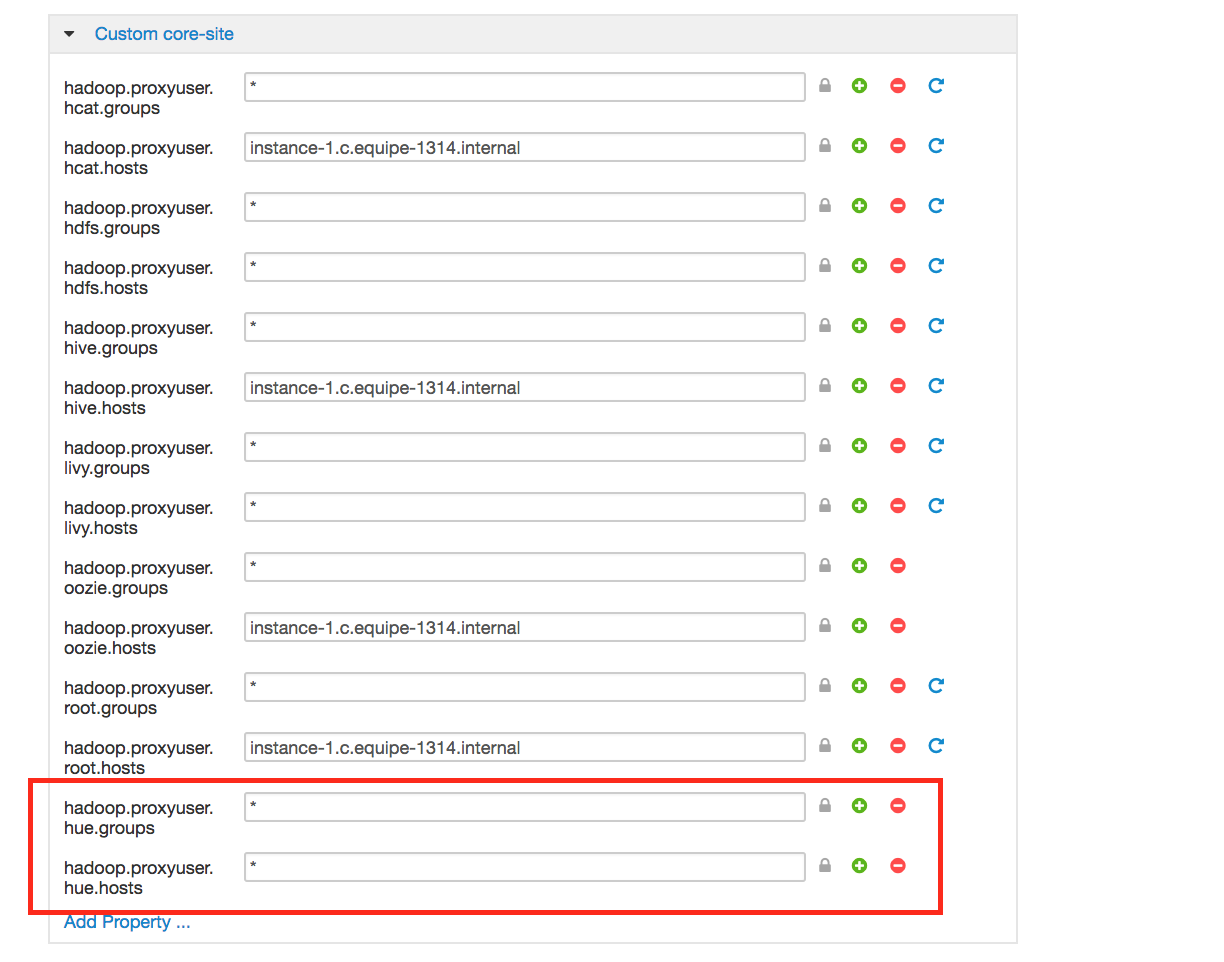 Custom core-site
hadoop.proxyuser.
hcat.groups
*
hadoop.proxyuser.
hcat.hosts
instance-1.c.equipe-1314.internal
hadoop.proxyuser.
hdfs.groups
*
hadoop.proxyuser.
hdfs.hosts
*
hadoop.proxyuser.
hive.groups
*
hadoop.proxyuser.
hive.hosts
instance-1.c.equipe-1314.internal
hadoop.proxyuser.
livy.groups
*
hadoop.proxyuser.
livy.hosts
*
hadoop.proxyuser.
oozie.groups
*
hadoop.proxyuser.
oozie.hosts
instance-1.c.equipe-1314.internal
hadoop.proxyuser.
root.groups
*
hadoop.proxyuser.
root.hosts
instance-1.c.equipe-1314.internal
hadoop.proxyuser.
hue.groups
*
hadoop.proxyuser.
hue.hosts
*
Add Property ...